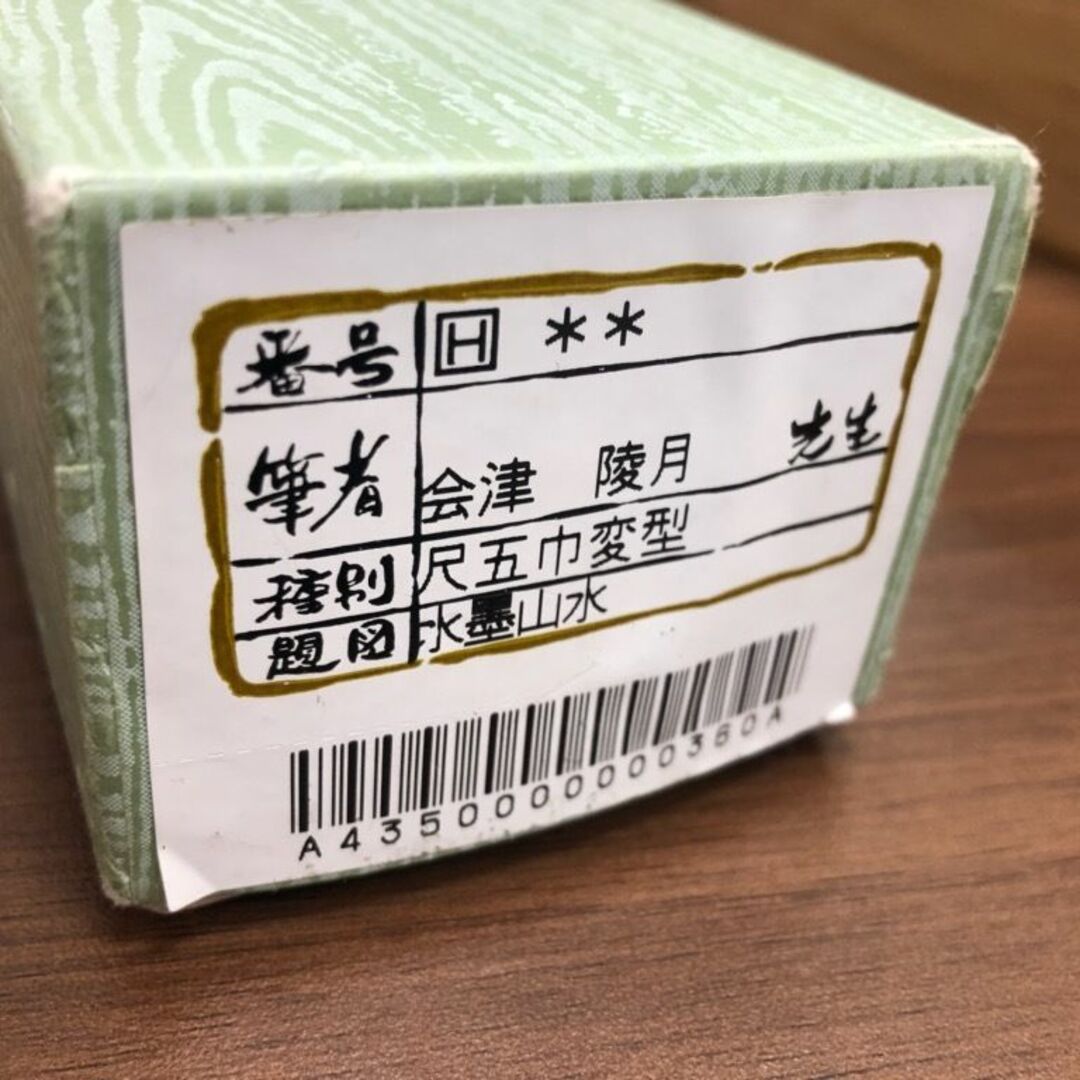 番号 H **
筆者 会津 陵月 先生
種別 尺五巾変型
題図 水墨山水
A43500000000360A